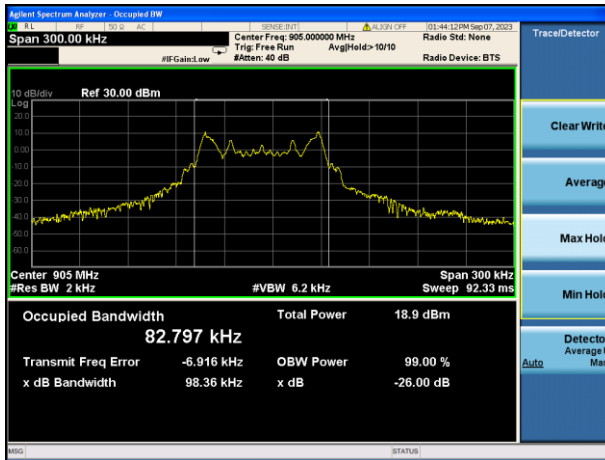 Agilent Spectrum Analyzer - Occupied BW
RL RF 50 Ω AC SENSE:INT ALIGN OFF 01:44:12PM Sep 07, 2023
Span 300.00 kHz Center Freq: 905.000000 MHz Radio Std: None
Trig: Free Run Avg|Hold:>10/10
#IFGain:Low #Atten: 40 dB Radio Device: BTS
Trace/Detector
10 dB/div Ref 30.00 dBm
Log
20.0
10.0
0.00
-10.0
-20.0
-30.0
-40.0
-50.0
-60.0
Center 905 MHz Span 300 kHz
#Res BW 2 kHz #VBW 6.2 kHz Sweep 92.33 ms
Occupied Bandwidth Total Power 18.9 dBm
82.797 kHz
Transmit Freq Error -6.916 kHz OBW Power 99.00 %
x dB Bandwidth 98.36 kHz x dB -26.00 dB
Clear Write
Average
Max Hold
Min Hold
Detecto
Average
Auto Ma
MSG STATUS